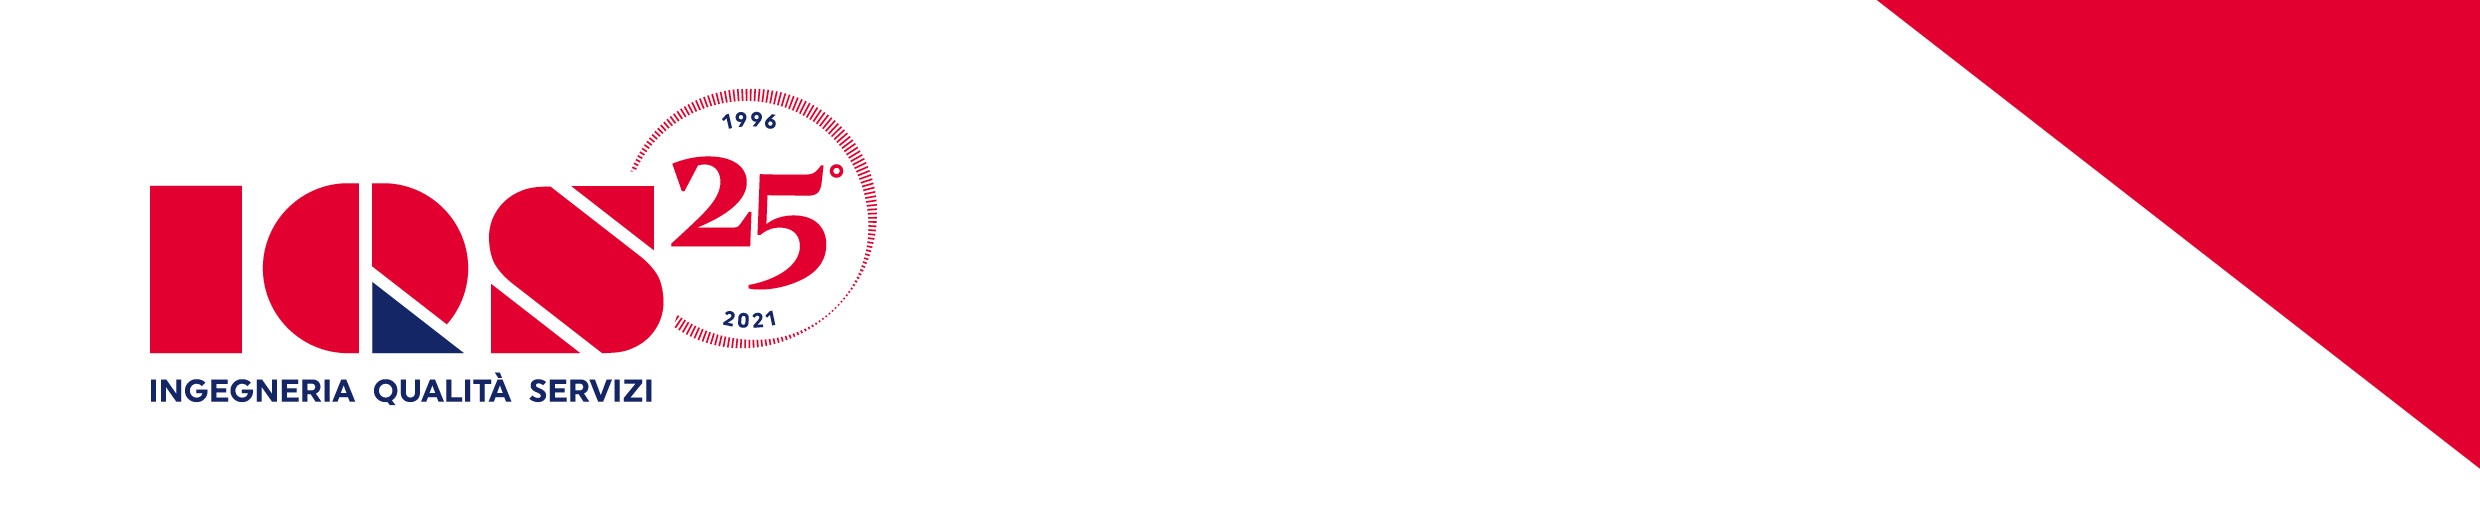 1996
25°
IQS
2021
INGEGNERIA QUALITÀ SERVIZI